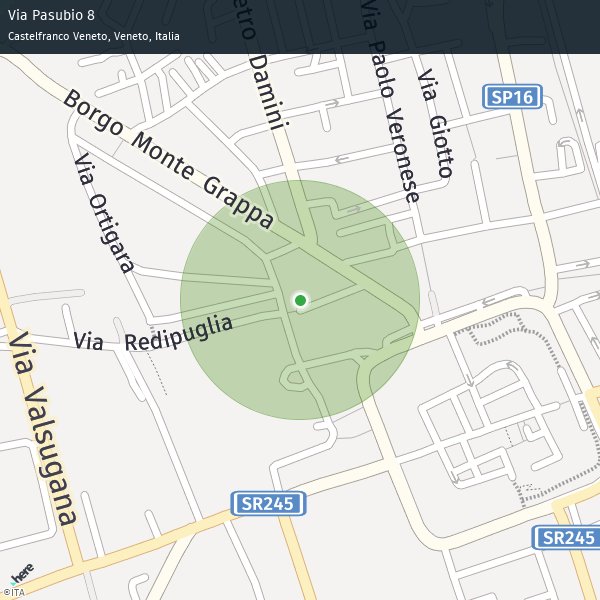 Via Pasubio 8
Castelfranco Veneto, Veneto, Italia
Pietro Damini
Via Paolo Veronese
Via Giotto
SP16
Borgo Monte Grappa
Via Ortigara
Via Redipuglia
Via Valsugana
SR245
SR245
here
©ITA